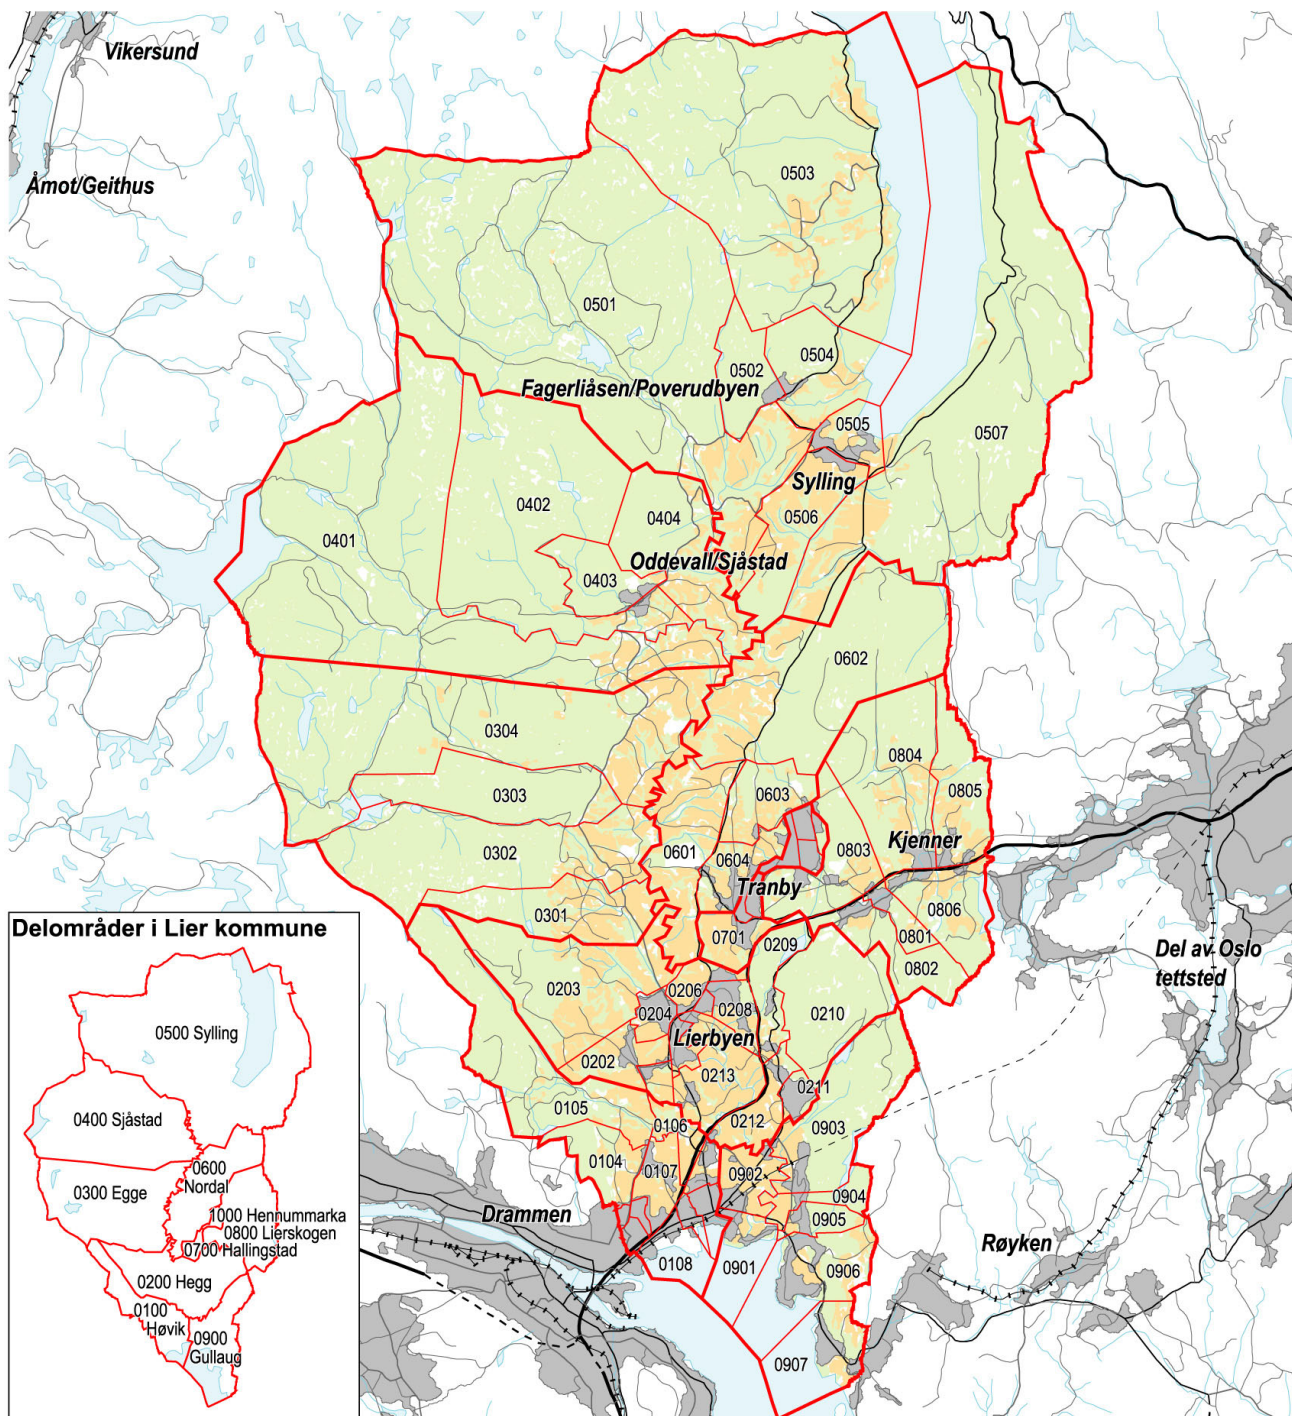 Vikersund
Åmot/Geithus
0503
0501
0502
0504
Fagerliåsen/Poverudbyen
0505
0507
Sylling
0506
0402
0404
0401
Oddevall/Sjåstad
0403
0602
0304
0804
0303
0603
0805
0302
0601
0604
0803
Kjenner
Tranby
0301
0806
0701
0209
0801
0802
Del av Oslo
tettsted
0203
0206
0204
0208
0210
Lierbyen
0202
0213
0211
0105
0106
0212
0903
0104
0107
0902
0904
0905
Drammen
0108
0901
0906
Røyken
0907
Delområder i Lier kommune
0500 Sylling
0400 Sjåstad
0300 Egge
0600
Nordal
1000 Hennummarka
0800 Lierskogen
0700 Hallingstad
0200 Hegg
0100
Høvik
0900
Gullaug